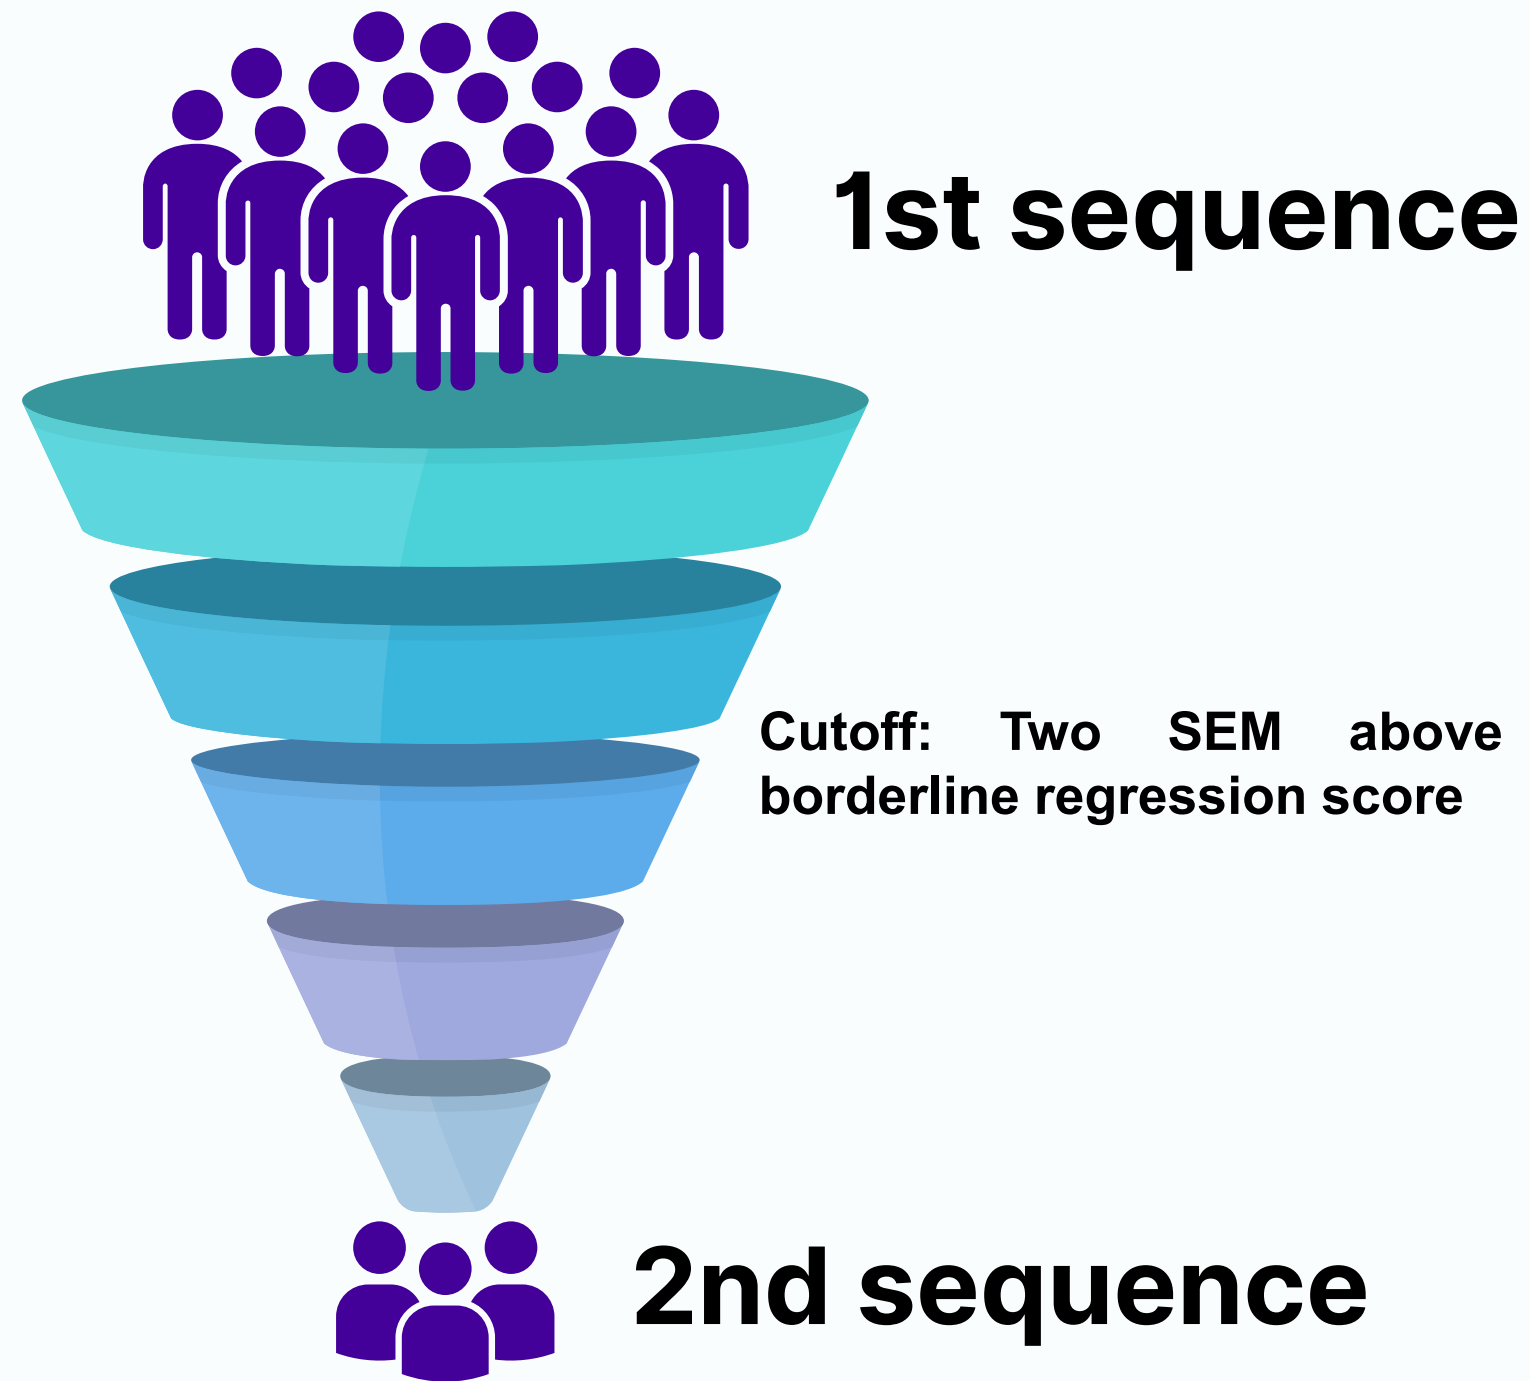 1st sequence
Cutoff: Two SEM above
borderline regression score
2nd sequence